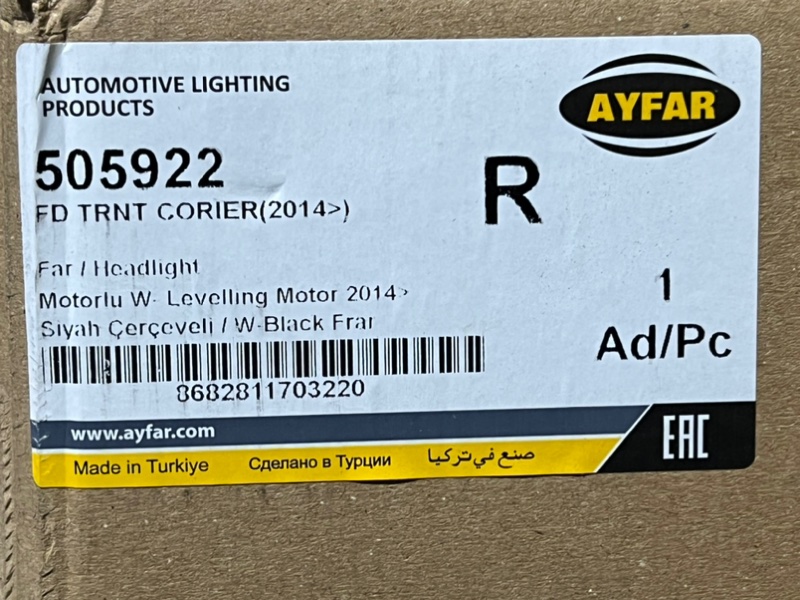 AUTOMOTIVE LIGHTING
PRODUCTS
AYFAR
505922
R
FD TRNT CORIER(2014>)
Far / Headlight
Motorlu W- Levelling Motor 2014>
Siyah Çerçeveli / W-Black Frar
1
Ad/Pc
8682811703220
www.ayfar.com
EAC
Made in Turkiye Сделано в Турции صنع في تركيا